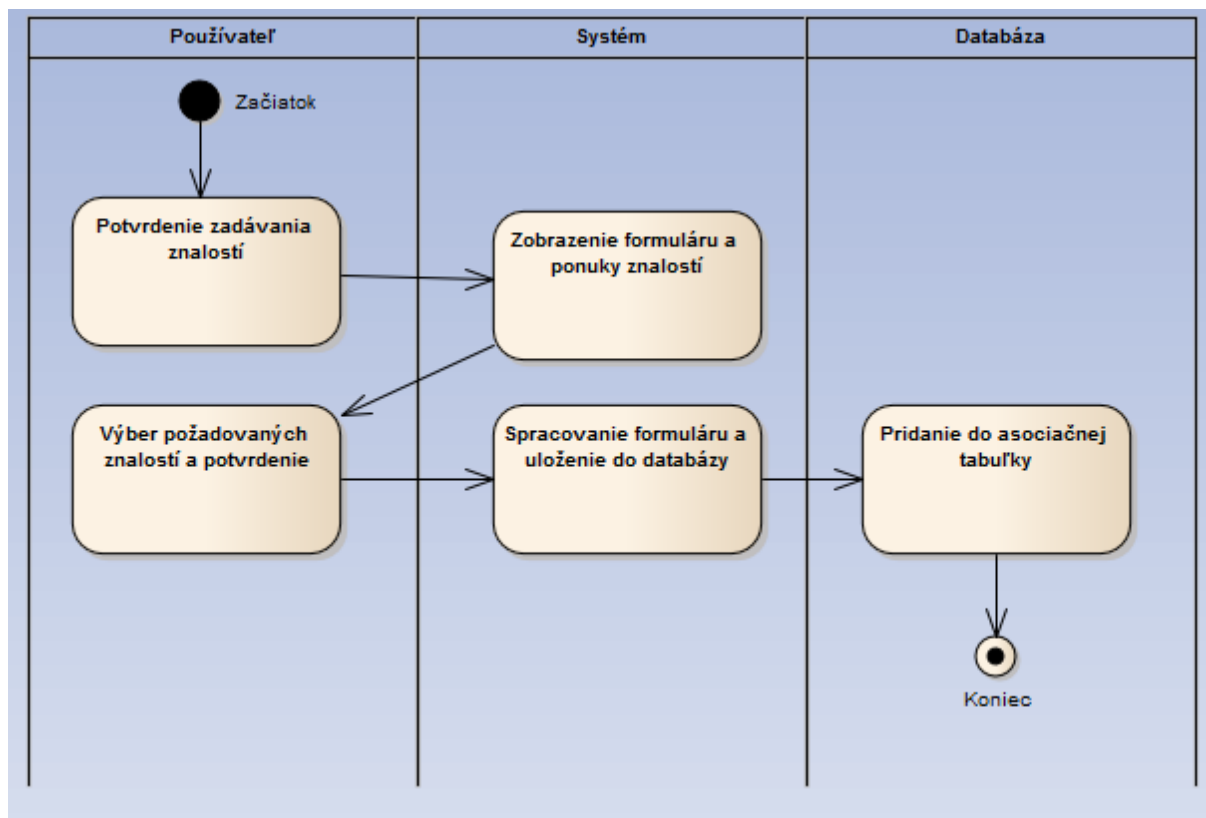 Používateľ
Systém
Databáza
Začiatok
Potvrdenie zadávania
znalostí
Zobrazenie formuláru a
ponuky znalostí
Výber požadovaných
znalostí a potvrdenie
Spracovanie formuláru a
uloženie do databázy
Pridanie do asociačnej
tabuľky
Koniec